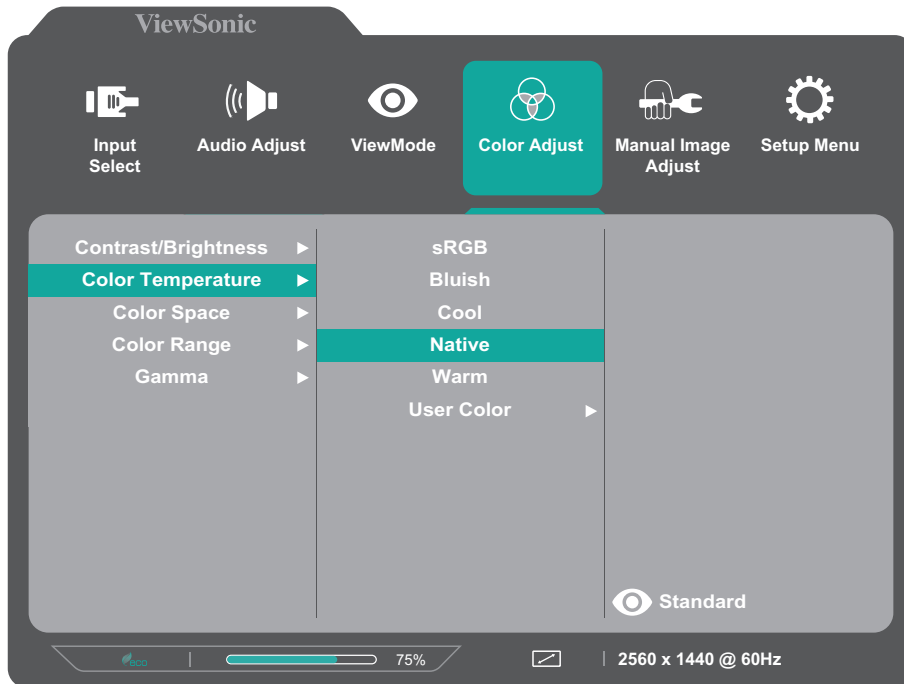 ViewSonic
Input
Select
Audio Adjust
ViewMode
Color Adjust
Manual Image
Adjust
Setup Menu
Contrast/Brightness
Color Temperature
Color Space
Color Range
Gamma
sRGB
Bluish
Cool
Native
Warm
User Color
Standard
eco
75%
2560 x 1440 @ 60Hz